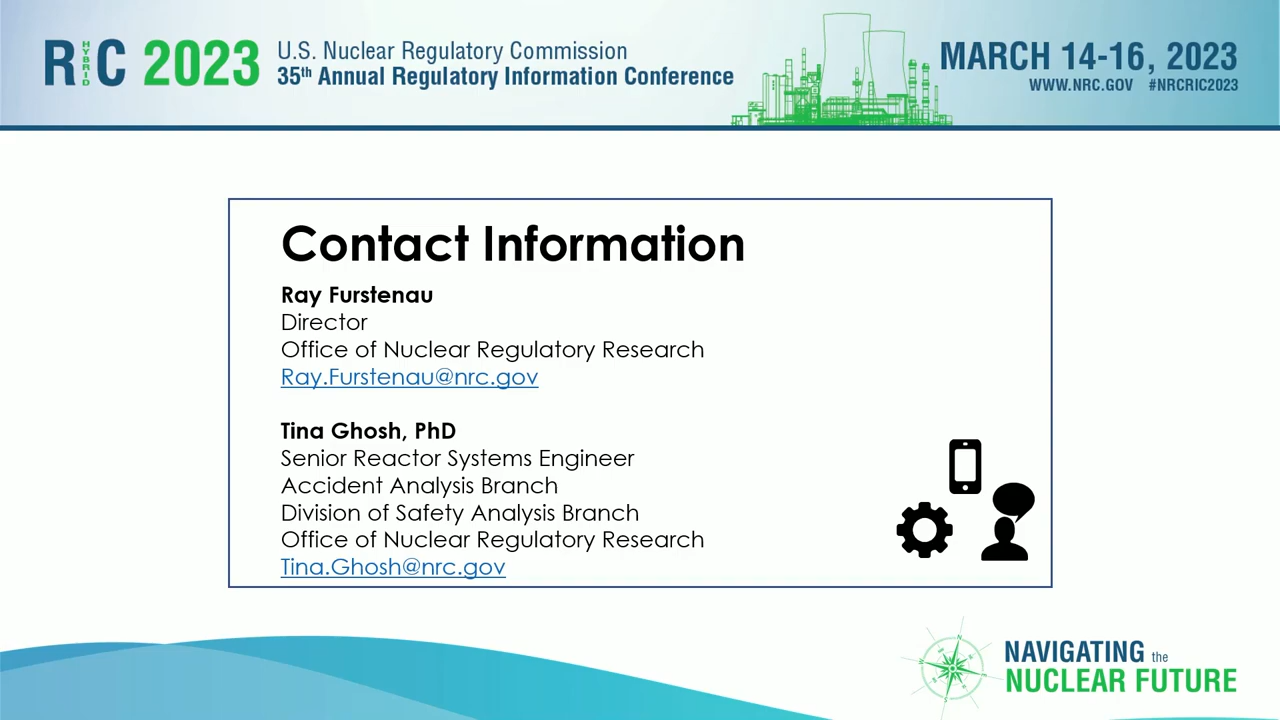 R HYBRID C 2023
U.S. Nuclear Regulatory Commission
35th Annual Regulatory Information Conference
MARCH 14-16, 2023
WWW.NRC.GOV #NRCRIC2023
Contact Information
Ray Furstenau
Director
Office of Nuclear Regulatory Research
Ray.Furstenau@nrc.gov
Tina Ghosh, PhD
Senior Reactor Systems Engineer
Accident Analysis Branch
Division of Safety Analysis Branch
Office of Nuclear Regulatory Research
Tina.Ghosh@nrc.gov
NAVIGATING the
NUCLEAR FUTURE